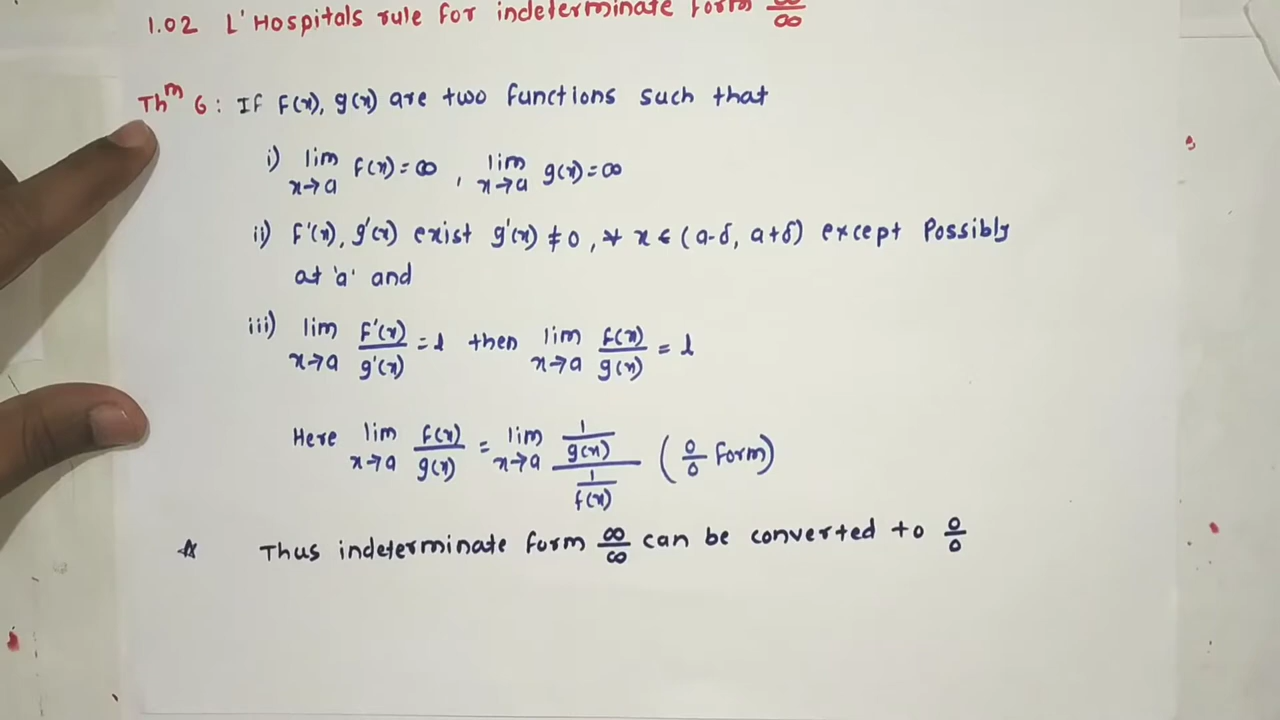 1.02 L'Hospitals rule for indeterminate form ∞/∞
Thm 6: If f(x), g(x) are two functions such that
i) lim x→a f(x)=∞, lim x→a g(x)=∞
ii) f'(x), g'(x) exist g'(x) ≠ 0, ∀ x ∈ (a-δ, a+δ) except Possibly
at 'a' and
iii) lim x→a f'(x)/g'(x) = l then lim x→a f(x)/g(x) = l
Here lim x→a f(x)/g(x) = lim x→a (1/g(x))/(1/f(x)) (0/0 form)
☆ Thus indeterminate form ∞/∞ can be converted to 0/0